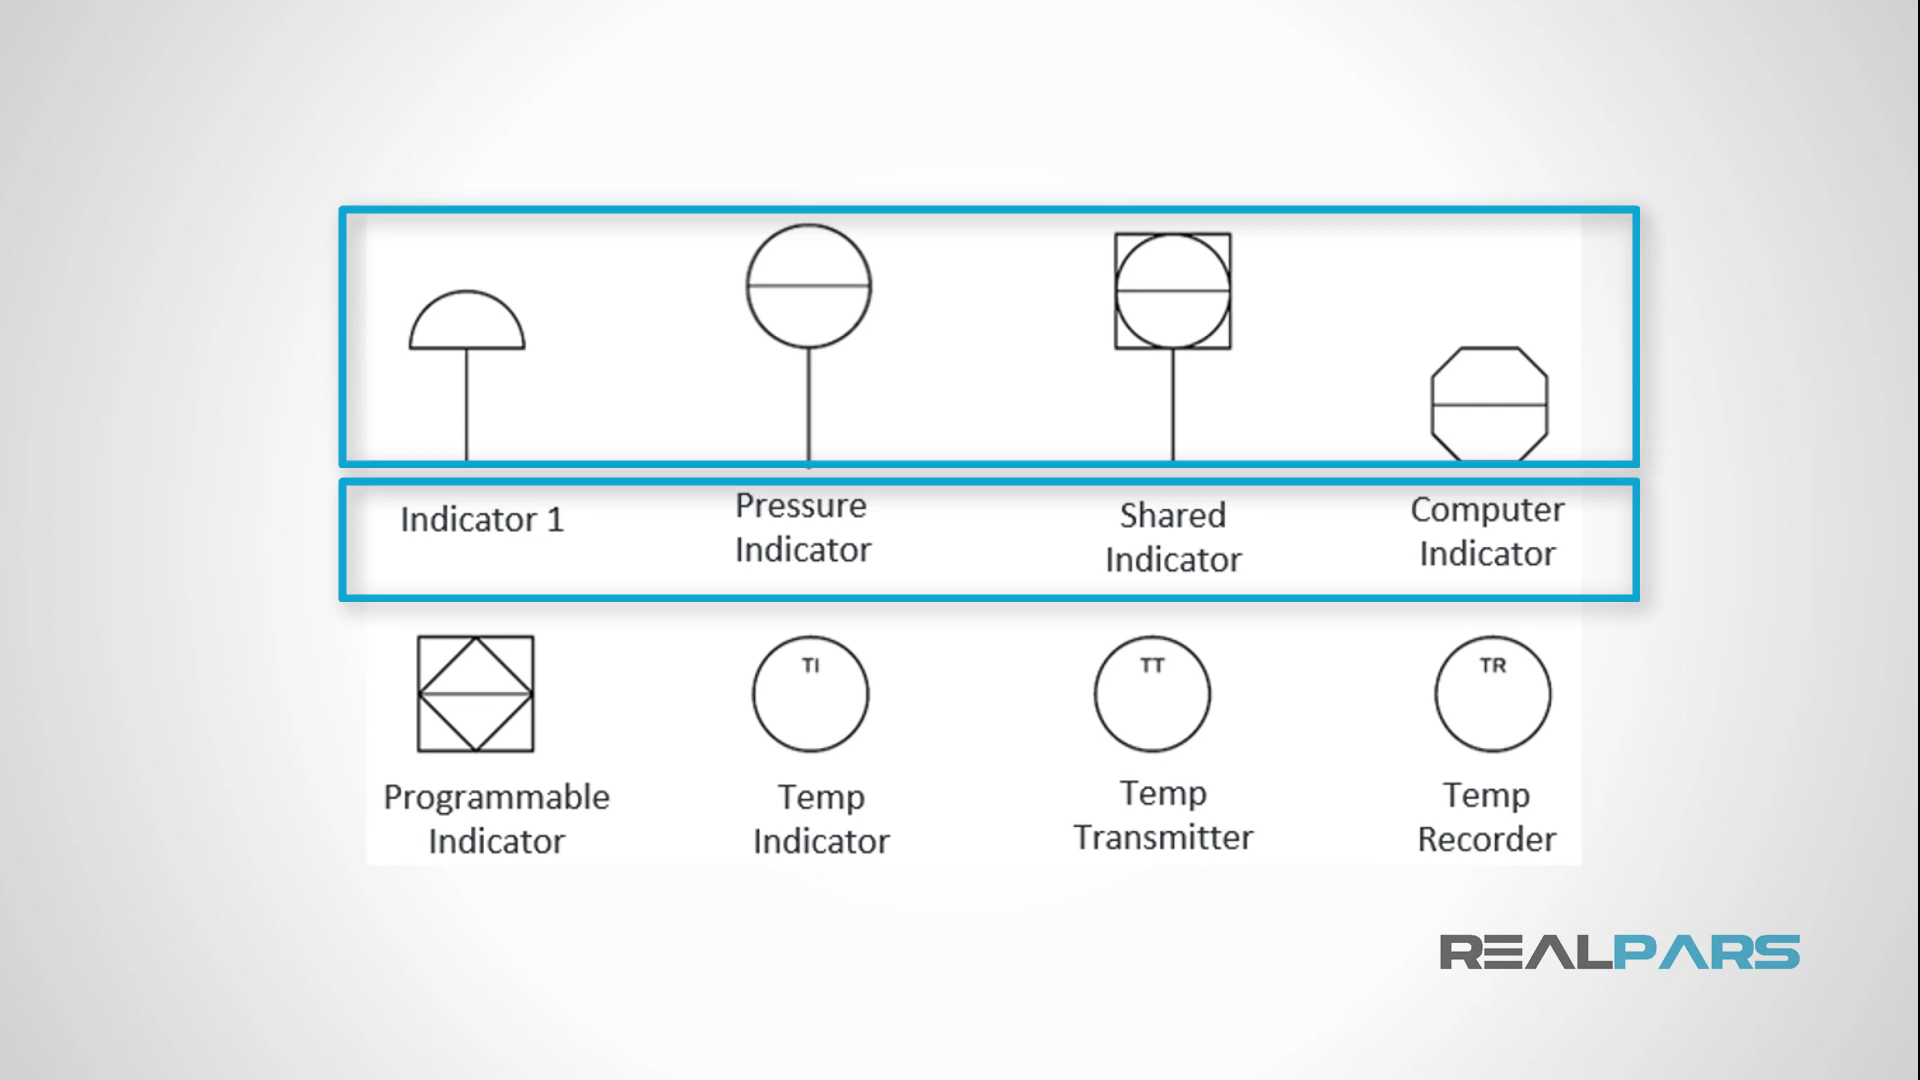 Indicator 1
Pressure
Indicator
Shared
Indicator
Computer
Indicator
TI
TT
TR
Programmable
Indicator
Temp
Indicator
Temp
Transmitter
Temp
Recorder
REALPARS